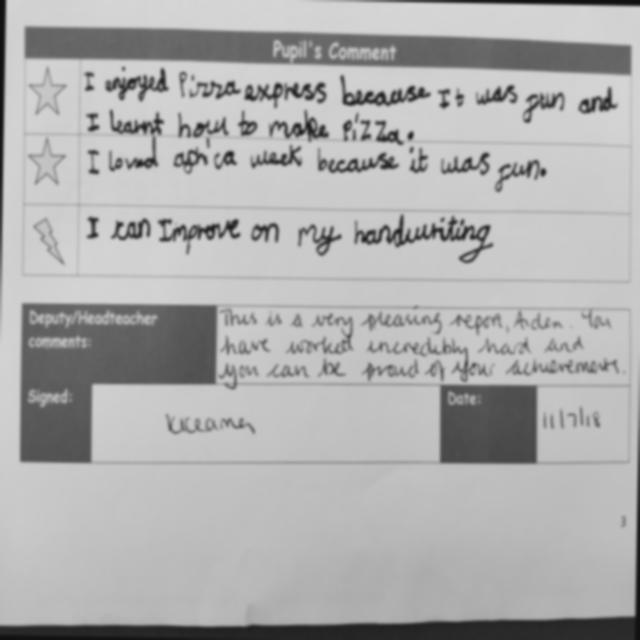 Pupil's Comment
I enjoyed Pizza express because It was fun and
I learnt how to make PiZZa.
I loved africa week because it was fun.
I can Improve on my handwriting
Deputy/Headteacher comments:
This is a very pleasing report, Aiden. You
have worked incredibly hard and
you can be proud of your achievements.
Signed:
Date:
11/7/18
3